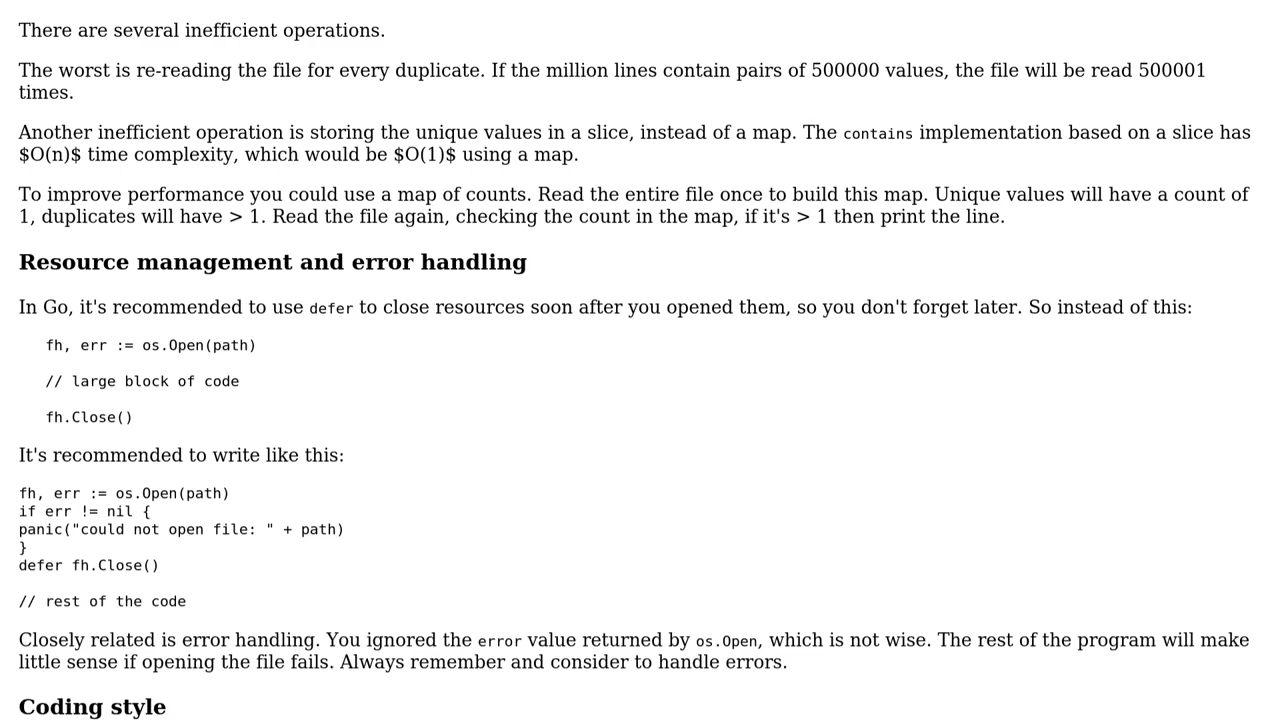 There are several inefficient operations.
The worst is re-reading the file for every duplicate. If the million lines contain pairs of 500000 values, the file will be read 500001
times.
Another inefficient operation is storing the unique values in a slice, instead of a map. The contains implementation based on a slice has
$O(n)$ time complexity, which would be $O(1)$ using a map.
To improve performance you could use a map of counts. Read the entire file once to build this map. Unique values will have a count of
1, duplicates will have > 1. Read the file again, checking the count in the map, if it's > 1 then print the line.
Resource management and error handling
In Go, it's recommended to use defer to close resources soon after you opened them, so you don't forget later. So instead of this:
fh, err := os.Open(path)
// large block of code
fh.Close()
It's recommended to write like this:
fh, err := os.Open(path)
if err != nil {
panic("could not open file: " + path)
}
defer fh.Close()
// rest of the code
Closely related is error handling. You ignored the error value returned by os.Open, which is not wise. The rest of the program will make
little sense if opening the file fails. Always remember and consider to handle errors.
Coding style